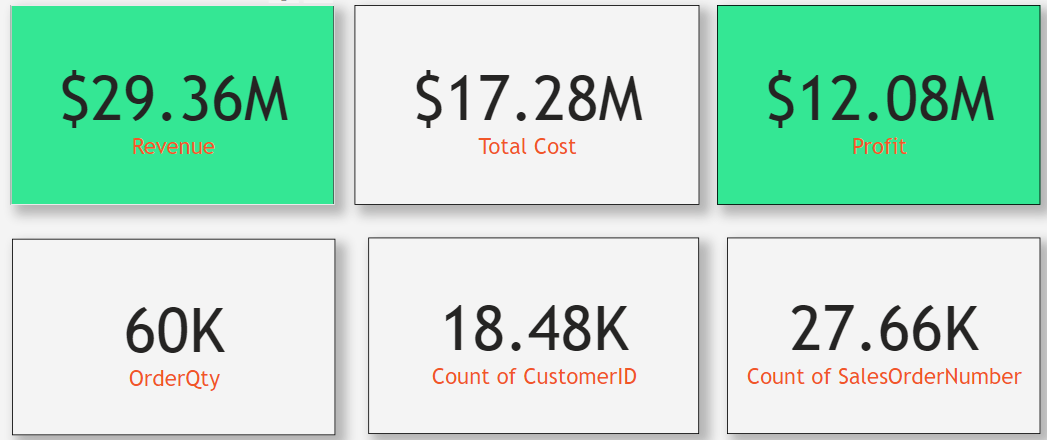 $29.36M
Revenue
$17.28M
Total Cost
$12.08M
Profit
60K
OrderQty
18.48K
Count of CustomerID
27.66K
Count of SalesOrderNumber